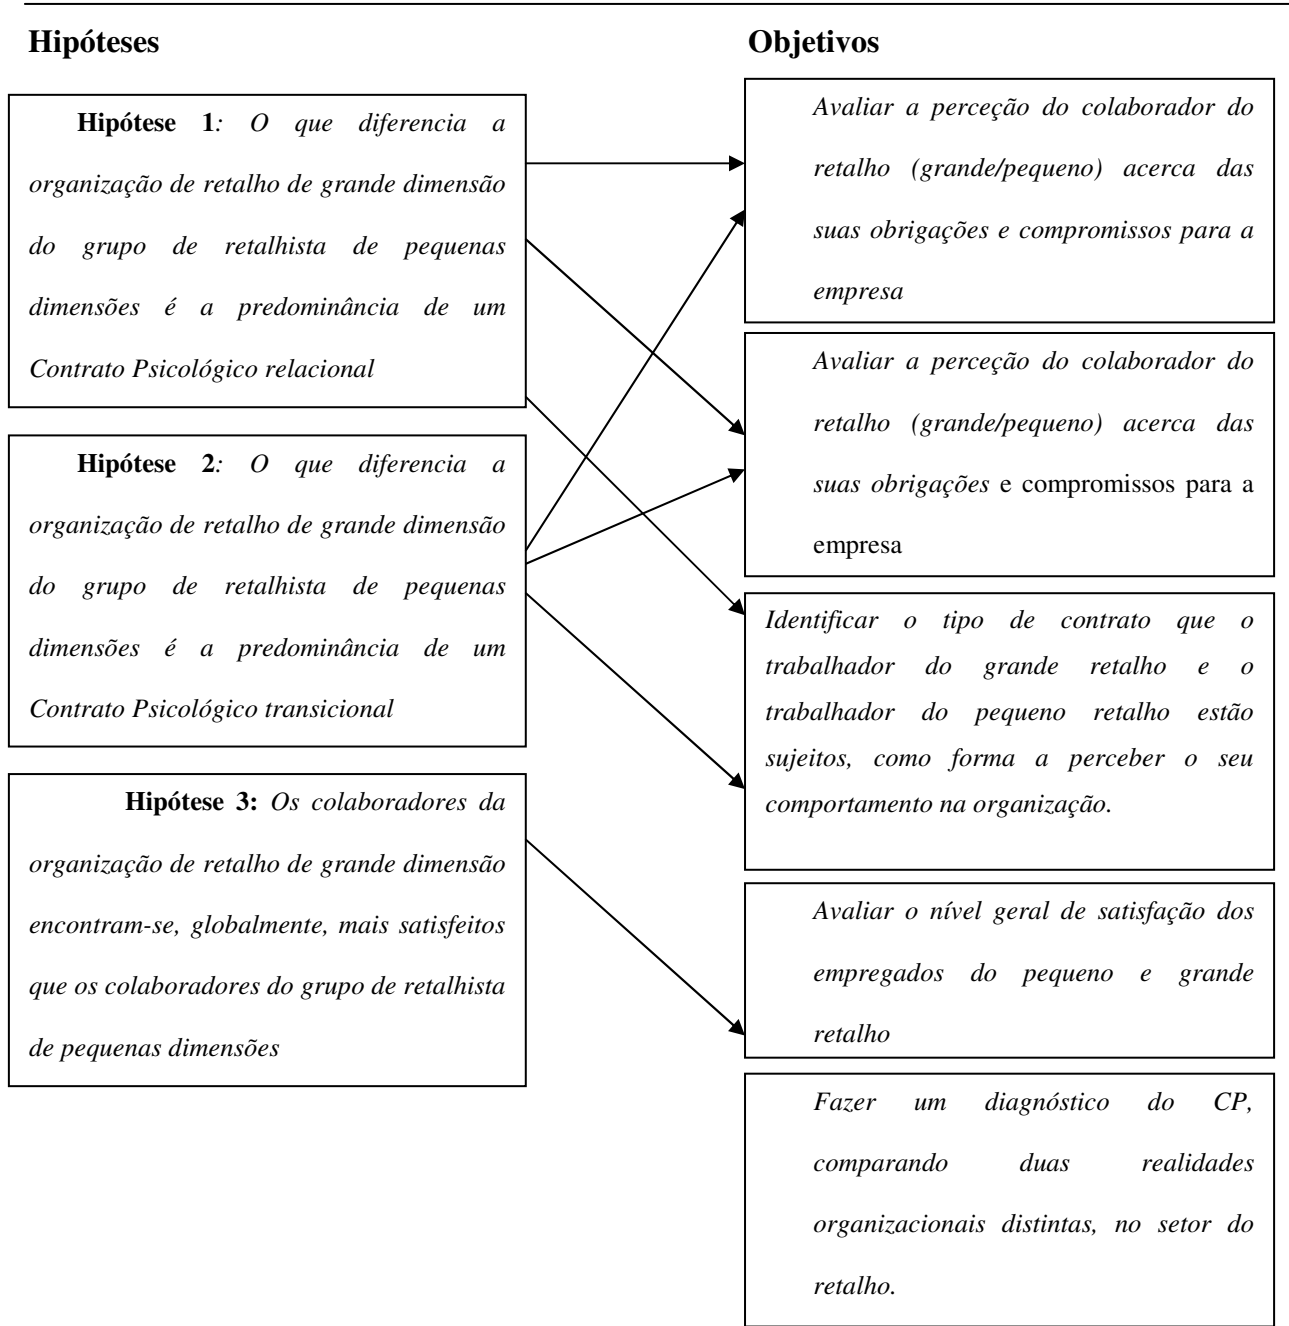 Hipóteses
Hipótese 1: O que diferencia a
organização de retalho de grande dimensão
do grupo de retalhista de pequenas
dimensões é a predominância de um
Contrato Psicológico relacional
Hipótese 2: O que diferencia a
organização de retalho de grande dimensão
do grupo de retalhista de pequenas
dimensões é a predominância de um
Contrato Psicológico transicional
Hipótese 3: Os colaboradores da
organização de retalho de grande dimensão
encontram-se, globalmente, mais satisfeitos
que os colaboradores do grupo de retalhista
de pequenas dimensões
Objetivos
Avaliar a perceção do colaborador do
retalho (grande/pequeno) acerca das
suas obrigações e compromissos para a
empresa
Avaliar a perceção do colaborador do
retalho (grande/pequeno) acerca das
suas obrigações e compromissos para a
empresa
Identificar o tipo de contrato que o
trabalhador do grande retalho e o
trabalhador do pequeno retalho estão
sujeitos, como forma a perceber o seu
comportamento na organização.
Avaliar o nível geral de satisfação dos
empregados do pequeno e grande
retalho
Fazer um diagnóstico do CP,
comparando duas realidades
organizacionais distintas, no setor do
retalho.